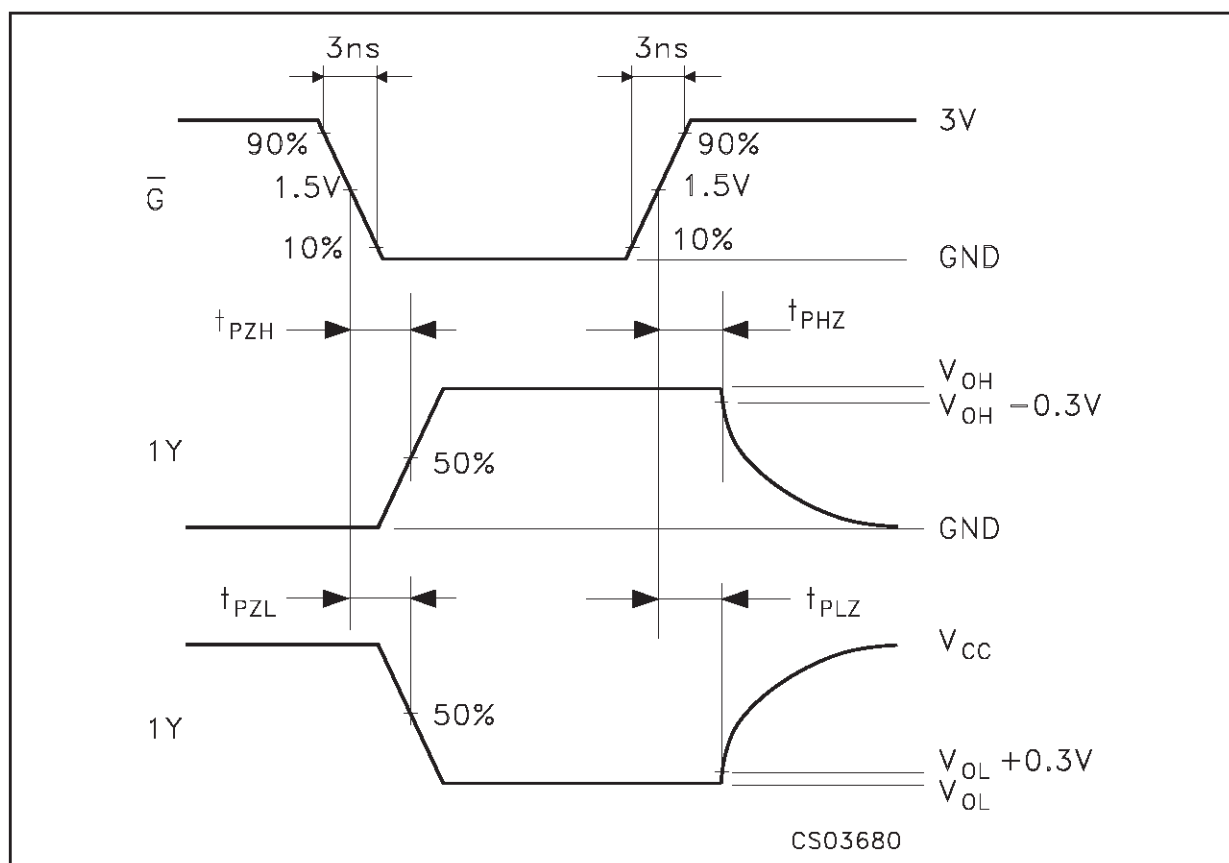 3ns 3ns
3V
90% 90%
G̅ 1.5V 1.5V
10% 10%
GND
tPZH tPHZ
VOH
VOH −0.3V
1Y 50%
GND
tPZL tPLZ
VCC
1Y 50%
VOL +0.3V
VOL
CS03680